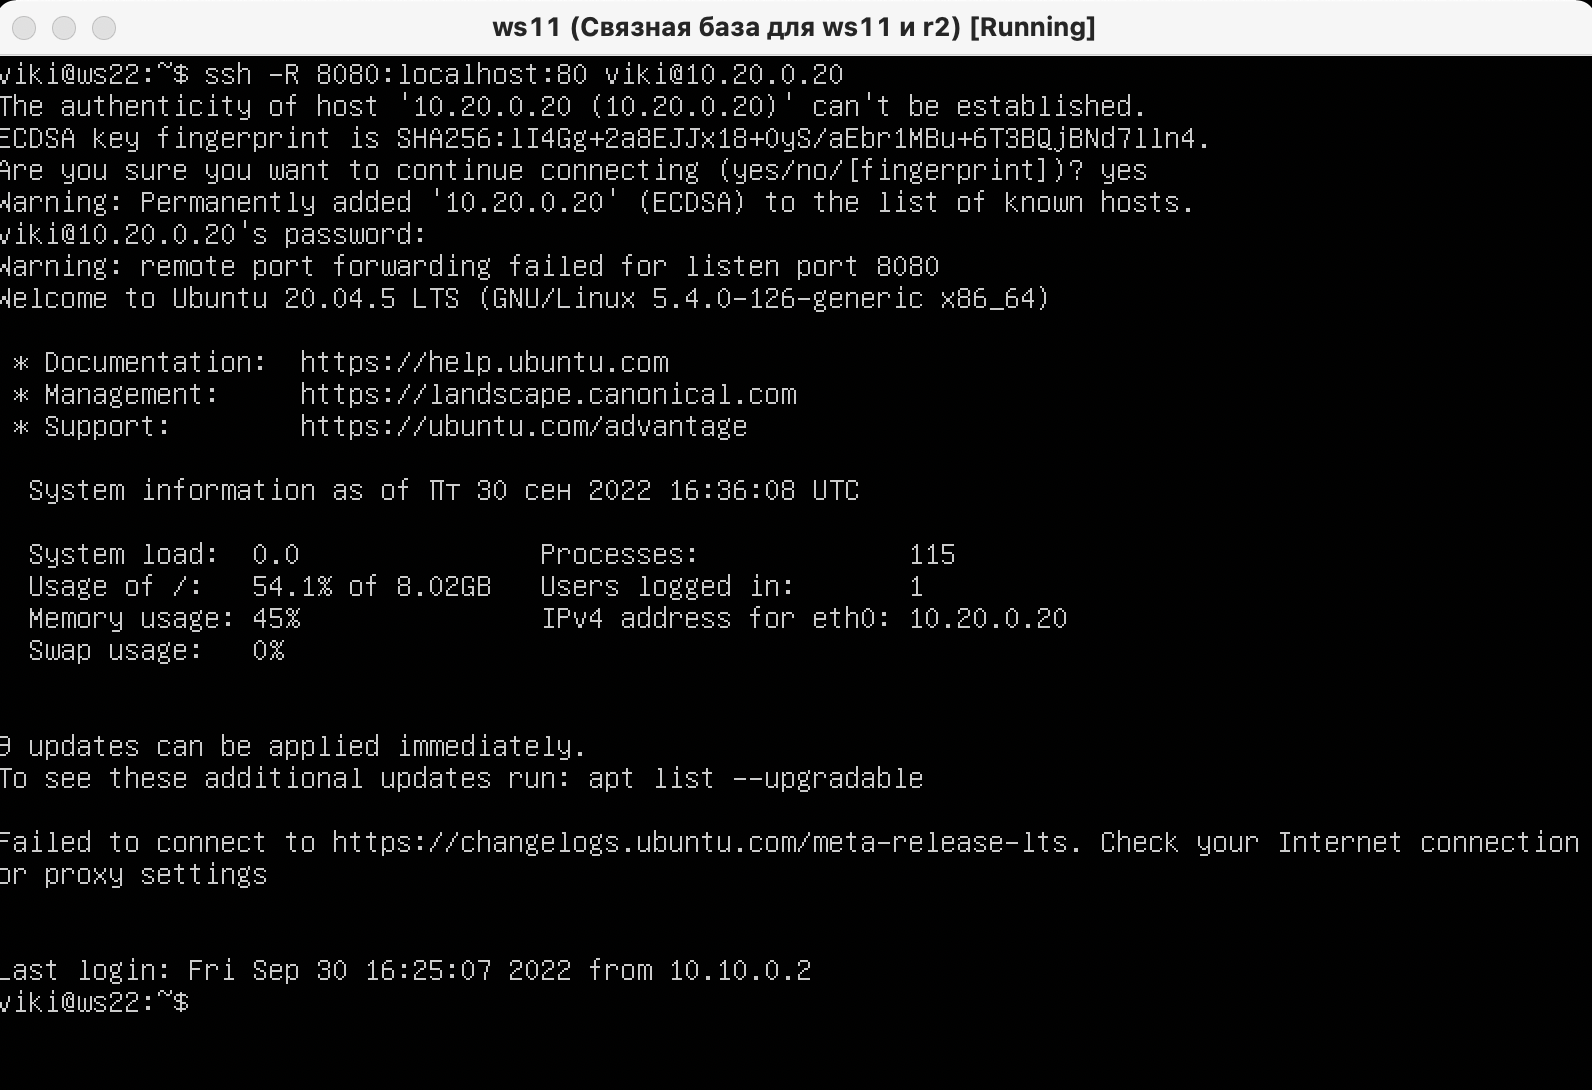 ws11 (Связная база для ws11 и r2) [Running]
viki@ws22:~$ ssh -R 8080:localhost:80 viki@10.20.0.20
The authenticity of host '10.20.0.20 (10.20.0.20)' can't be established.
ECDSA key fingerprint is SHA256:lI4Gg+2a8EJJx18+OyS/aEbr1MBu+6T3BQjBNd7lln4.
Are you sure you want to continue connecting (yes/no/[fingerprint])? yes
Warning: Permanently added '10.20.0.20' (ECDSA) to the list of known hosts.
viki@10.20.0.20's password:
Warning: remote port forwarding failed for listen port 8080
Welcome to Ubuntu 20.04.5 LTS (GNU/Linux 5.4.0-126-generic x86_64)
* Documentation:  https://help.ubuntu.com
* Management:     https://landscape.canonical.com
* Support:        https://ubuntu.com/advantage
System information as of Пт 30 сен 2022 16:36:08 UTC
System load:  0.0               Processes:             115
Usage of /:   54.1% of 8.02GB   Users logged in:       1
Memory usage: 45%               IPv4 address for eth0: 10.20.0.20
Swap usage:   0%
9 updates can be applied immediately.
To see these additional updates run: apt list --upgradable
Failed to connect to https://changelogs.ubuntu.com/meta-release-lts. Check your Internet connection
or proxy settings
Last login: Fri Sep 30 16:25:07 2022 from 10.10.0.2
viki@ws22:~$